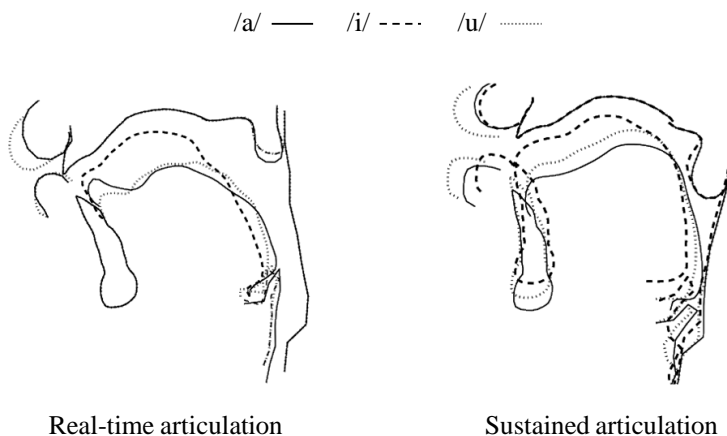 /a/ /i/ /u/
Real-time articulation
Sustained articulation